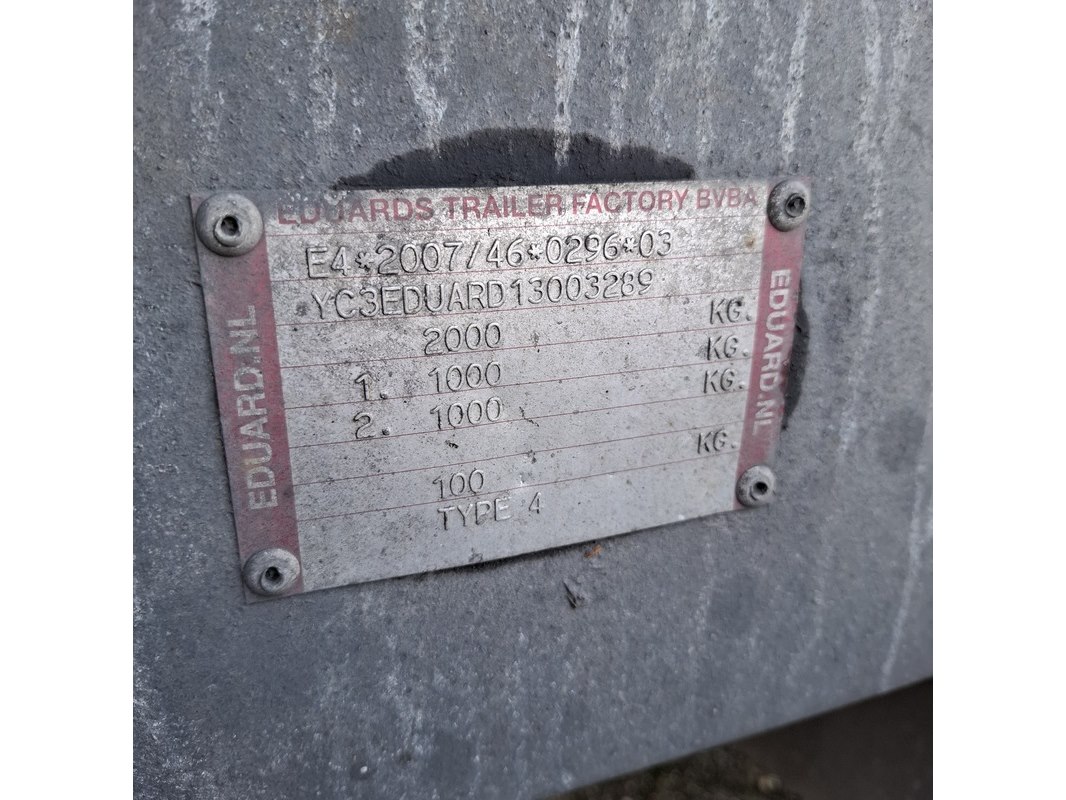 EDUARDS TRAILER FACTORY BVBA
E4*2007/46*0296*03
YC3EDUARD13003289
2000 KG.
1. 1000 KG.
2. 1000 KG.
100 KG.
TYPE 4
EDUARD.NL
EDUARD.NL